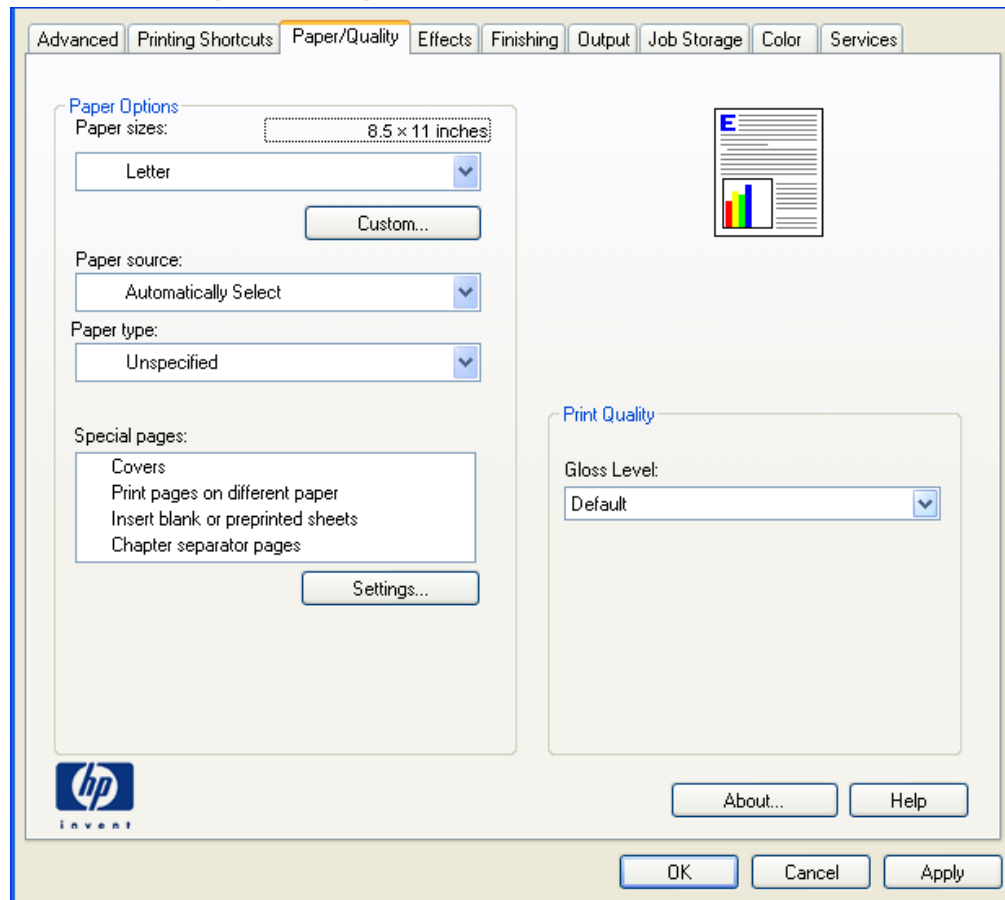 Advanced Printing Shortcuts Paper/Quality Effects Finishing Output Job Storage Color Services
Paper Options
Paper sizes: 8.5 × 11 inches
Letter
Custom...
Paper source:
Automatically Select
Paper type:
Unspecified
Special pages:
Covers
Print pages on different paper
Insert blank or preprinted sheets
Chapter separator pages
Settings...
E
Print Quality
Gloss Level:
Default
hp
invent
About... Help
OK Cancel Apply